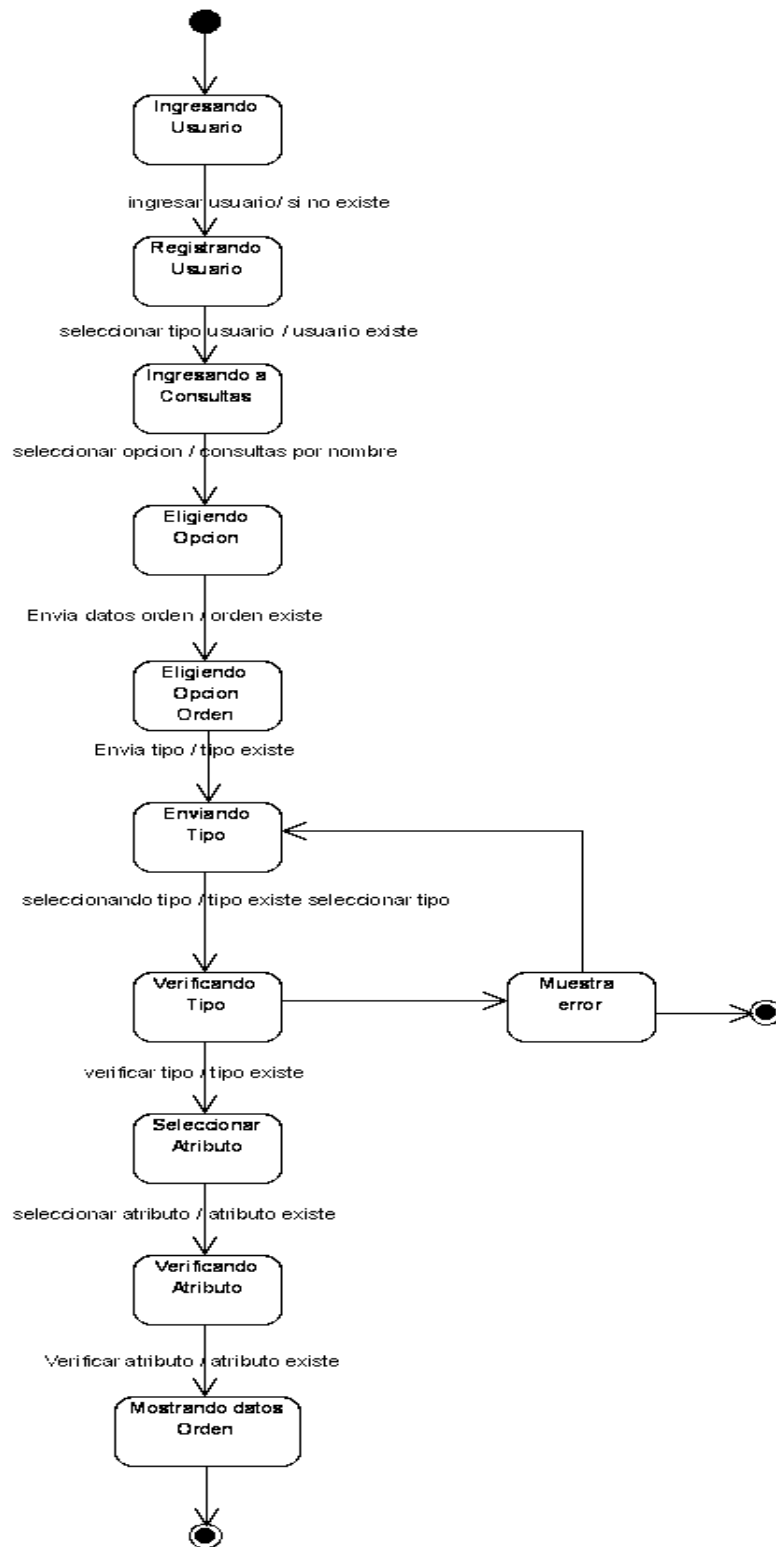 Ingresando
Usuario
ingresar usuario/ si no existe
Registrando
Usuario
seleccionar tipo usuario / usuario existe
Ingresando a
Consultas
seleccionar opcion / consultas por nombre
Eligiendo
Opcion
Envia datos orden / orden existe
Eligiendo
Opcion
Orden
Envia tipo / tipo existe
Enviando
Tipo
seleccionando tipo / tipo existe seleccionar tipo
Verificando
Tipo
Muestra
error
verificar tipo / tipo existe
Seleccionar
Atributo
seleccionar atributo / atributo existe
Verificando
Atributo
Verificar atributo / atributo existe
Mostrando datos
Orden